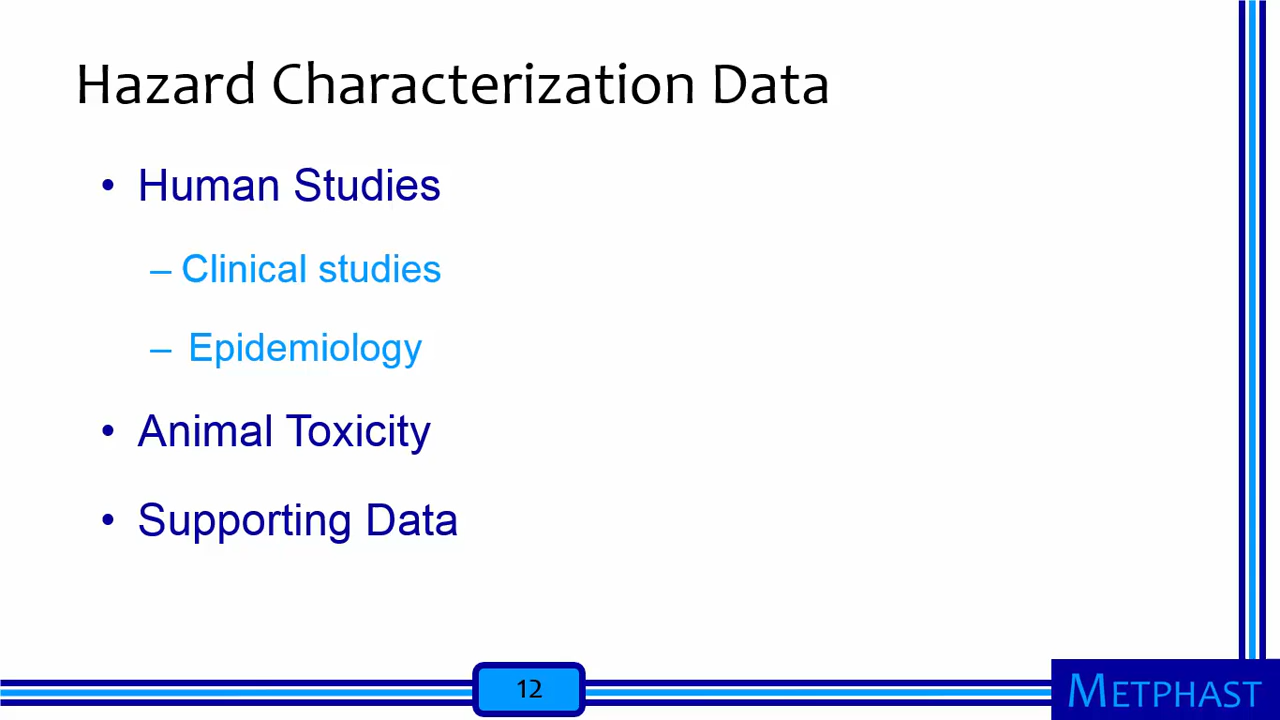 Hazard Characterization Data
• Human Studies
– Clinical studies
– Epidemiology
• Animal Toxicity
• Supporting Data
12
METPHAST